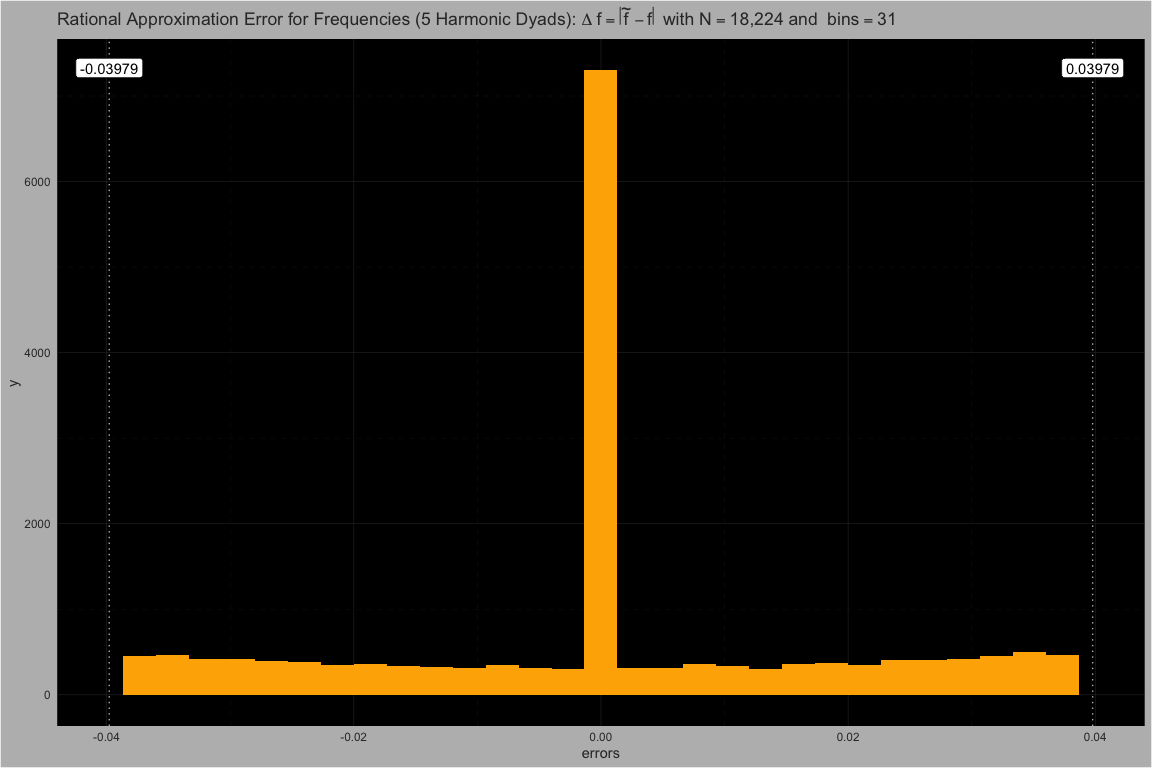 Rational Approximation Error for Frequencies (5 Harmonic Dyads): Δ f = |f̃ − f| with N = 18,224 and bins = 31
-0.03979 0.03979
6000
4000
y
2000
0
-0.04 -0.02 0.00 0.02 0.04
errors